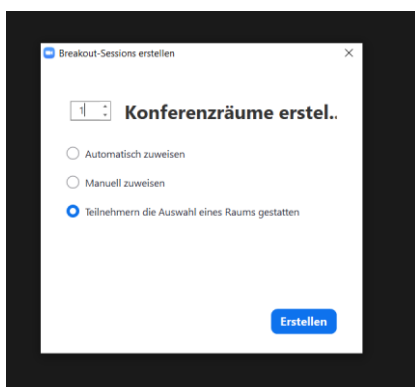 Breakout-Sessions erstellen
1 Konferenzräume erstel..
Automatisch zuweisen
Manuell zuweisen
Teilnehmern die Auswahl eines Raums gestatten
Erstellen